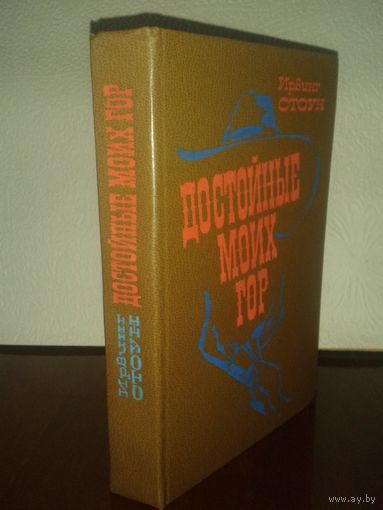 Ирвинг
СТОУН
ДОСТОЙНЫЕ
МОИХ
ГОР
Ирвинг
СТОУН
ДОСТОЙНЫЕ МОИХ ГОР
www.ay.by